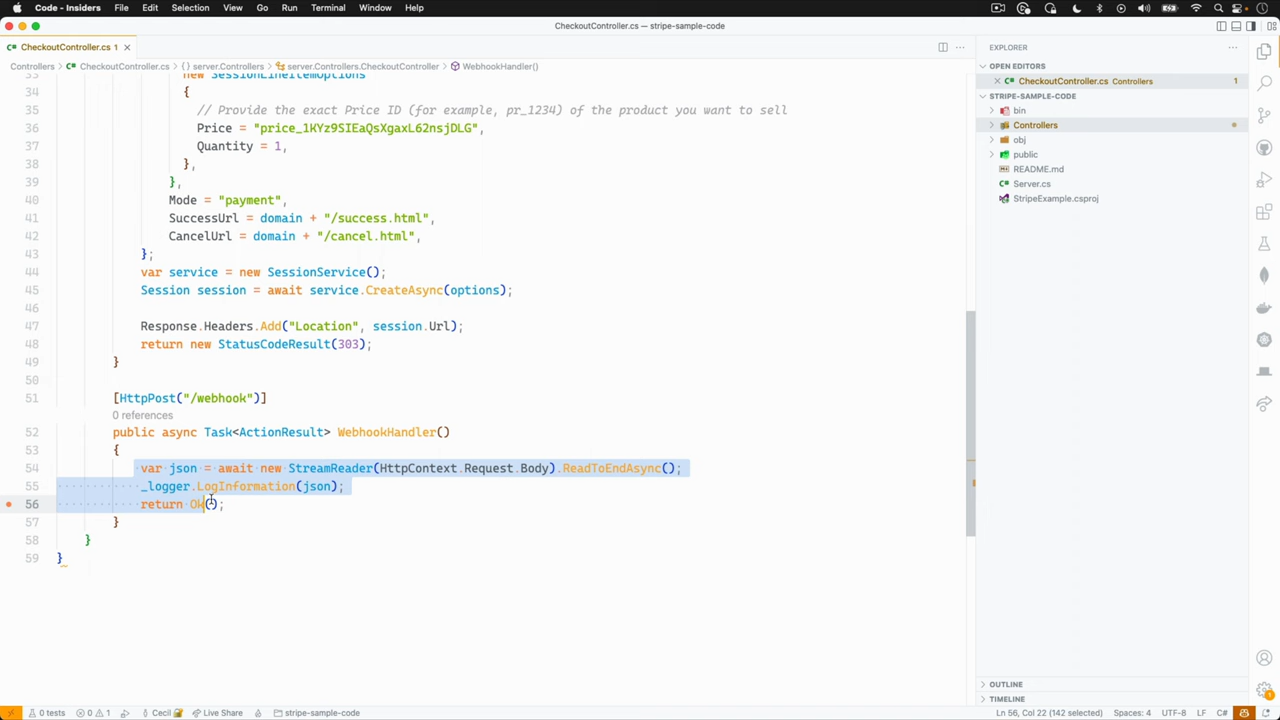 Code - Insiders File Edit Selection View Go Run Terminal Window Help
CheckoutController.cs — stripe-sample-code
CheckoutController.cs 1
Controllers > CheckoutController.cs > {} server.Controllers > server.Controllers.CheckoutController > WebhookHandler()
33 new SessionLineItemOptions
34 {
35 // Provide the exact Price ID (for example, pr_1234) of the product you want to sell
36 Price = "price_1KYz9SIEaQsXgaxL62nsjDLG",
37 Quantity = 1,
38 },
39 },
40 Mode = "payment",
41 SuccessUrl = domain + "/success.html",
42 CancelUrl = domain + "/cancel.html",
43 };
44 var service = new SessionService();
45 Session session = await service.CreateAsync(options);
46
47 Response.Headers.Add("Location", session.Url);
48 return new StatusCodeResult(303);
49 }
50
51 [HttpPost("/webhook")]
0 references
52 public async Task<ActionResult> WebhookHandler()
53 {
54 var json = await new StreamReader(HttpContext.Request.Body).ReadToEndAsync();
55 _logger.LogInformation(json);
56 return Ok();
57 }
58 }
59 }
EXPLORER
OPEN EDITORS
CheckoutController.cs Controllers 1
STRIPE-SAMPLE-CODE
bin
Controllers
obj
public
README.md
Server.cs
StripeExample.csproj
OUTLINE
TIMELINE
0 tests 0 1 Cecil Live Share stripe-sample-code Ln 56, Col 22 (142 selected) Spaces: 4 UTF-8 LF C#